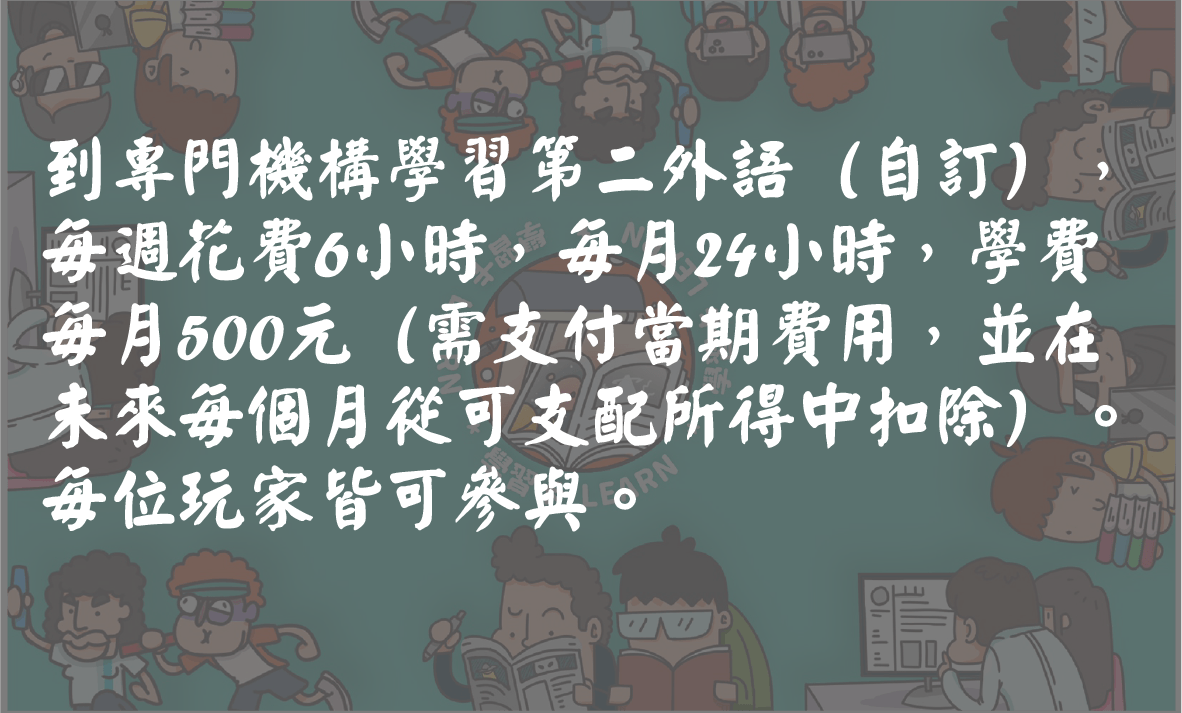 到專門機構學習第二外語（自訂），
每週花費6小時，每月24小時，學費
每月500元（需支付當期費用，並在
未來每個月從可支配所得中扣除）。
每位玩家皆可參與。
LEARN